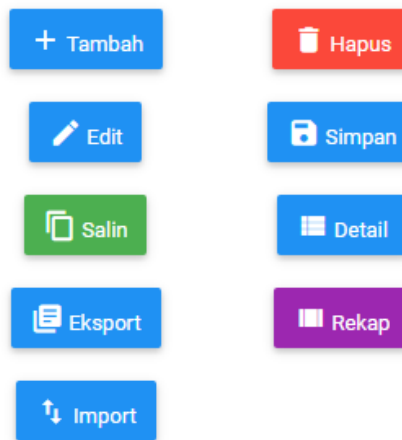 Tambah
Hapus
Edit
Simpan
Salin
Detail
Eksport
Rekap
Import